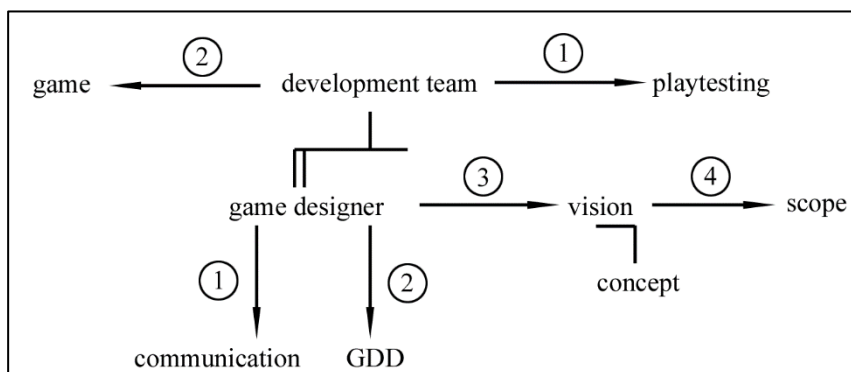 ② ①
game development team playtesting
③ ④
game designer vision scope
① ② concept
communication GDD